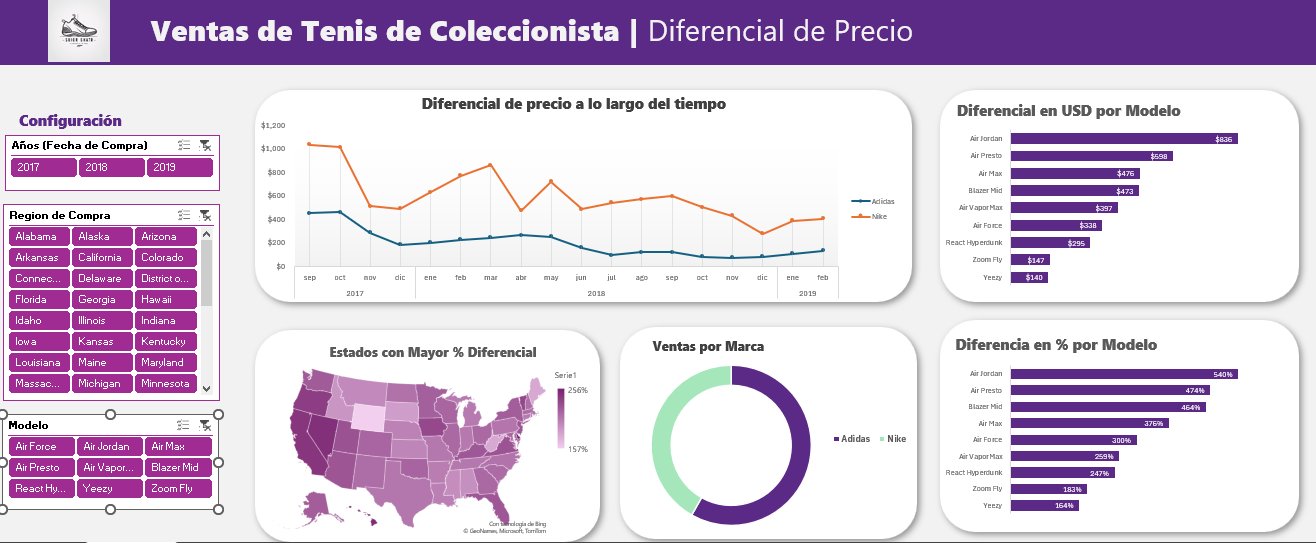 Ventas de Tenis de Coleccionista | Diferencial de Precio
Configuración
Años (Fecha de Compra)
2017 2018 2019
Region de Compra
Alabama Alaska Arizona
Arkansas California Colorado
Connec... Delaware District o...
Florida Georgia Hawaii
Idaho Illinois Indiana
Iowa Kansas Kentucky
Louisiana Maine Maryland
Massac... Michigan Minnesota
Modelo
Air Force Air Jordan Air Max
Air Presto Air Vapor... Blazer Mid
React Hy... Yeezy Zoom Fly
Diferencial de precio a lo largo del tiempo
$1,200
$1,000
$800
$600
$400
$200
$0
sep oct nov dic ene feb mar abr may jun jul ago sep oct nov dic ene feb
2017 2018 2019
Adidas
Nike
Diferencial en USD por Modelo
Air Jordan $836
Air Presto $598
Air Max $476
Blazer Mid $473
Air VaporMax $397
Air Force $338
React Hyperdunk $295
Zoom Fly $147
Yeezy $140
Estados con Mayor % Diferencial
Serie1
256%
157%
Con tecnología de Bing
© GeoNames, Microsoft, TomTom
Ventas por Marca
Adidas Nike
Diferencia en % por Modelo
Air Jordan 540%
Air Presto 474%
Blazer Mid 464%
Air Max 376%
Air Force 300%
Air VaporMax 259%
React Hyperdunk 247%
Zoom Fly 183%
Yeezy 164%